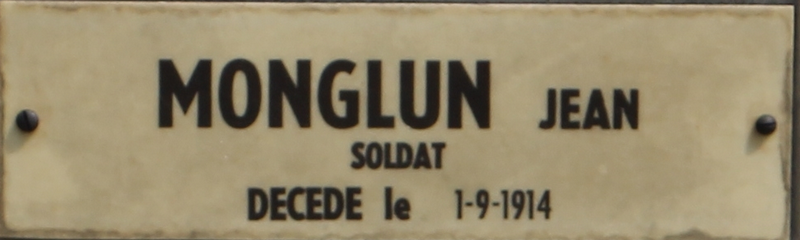 MONGLUN JEAN
SOLDAT
DECEDE le 1-9-1914